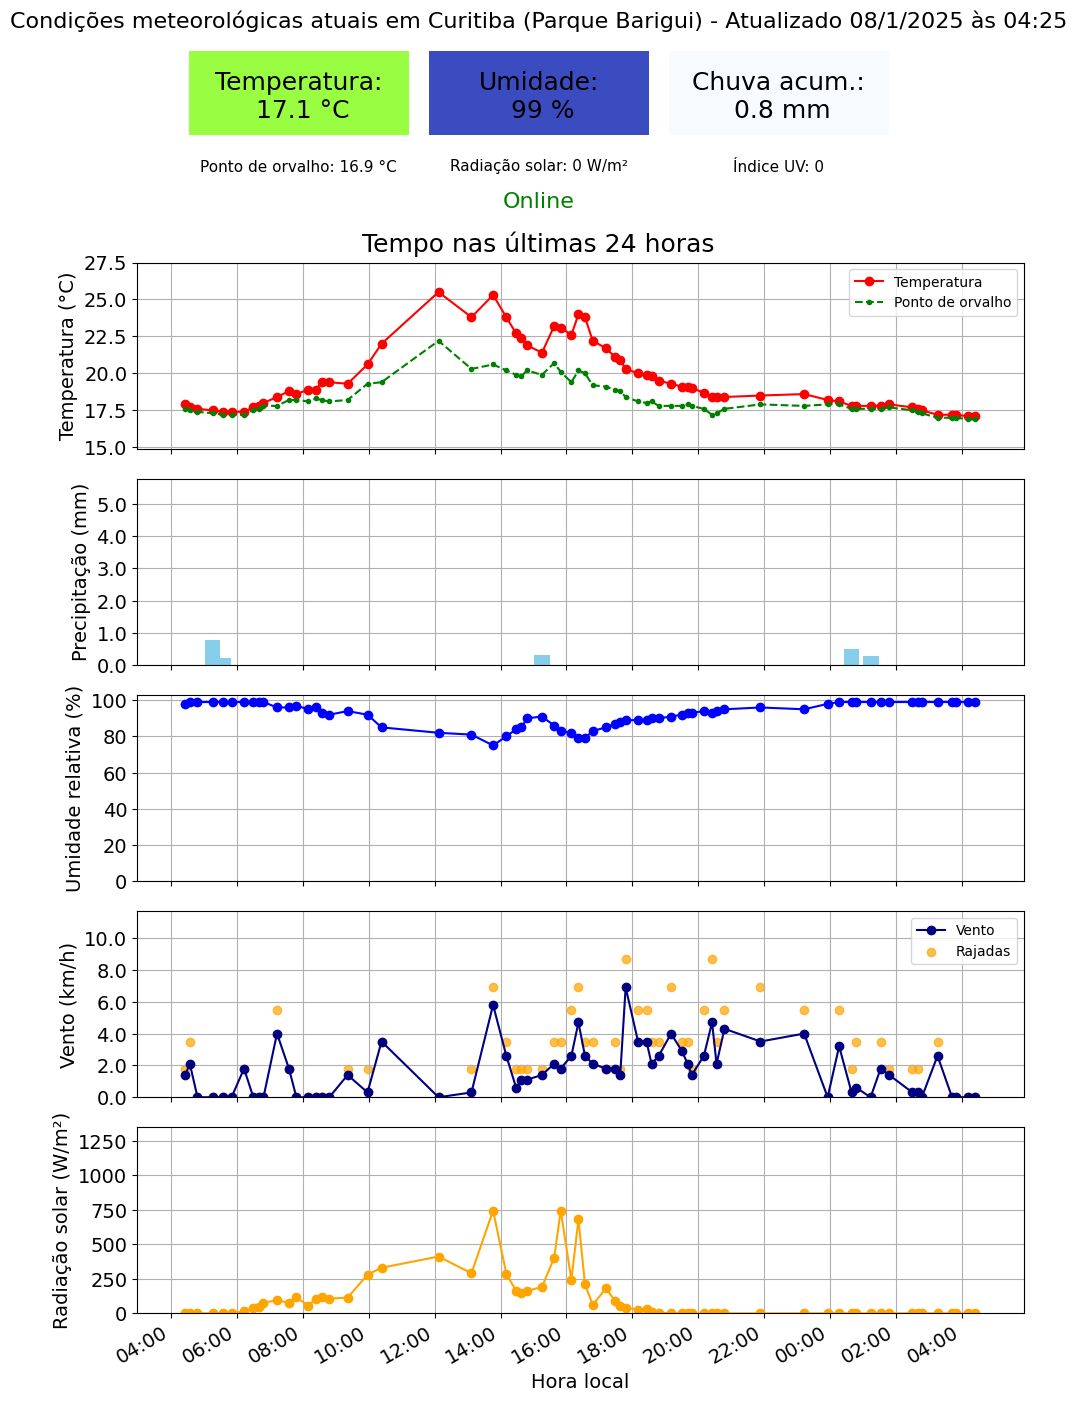 Condições meteorológicas atuais em Curitiba (Parque Barigui) - Atualizado 08/1/2025 às 04:25
Temperatura:
17.1 °C
Umidade:
99 %
Chuva acum.:
0.8 mm
Ponto de orvalho: 16.9 °C
Radiação solar: 0 W/m²
Índice UV: 0
Online
Tempo nas últimas 24 horas
Temperatura (°C)
27.5
25.0
22.5
20.0
17.5
15.0
Temperatura
Ponto de orvalho
Precipitação (mm)
5.0
4.0
3.0
2.0
1.0
0.0
Umidade relativa (%)
100
80
60
40
20
0
Vento (km/h)
10.0
8.0
6.0
4.0
2.0
0.0
Vento
Rajadas
Radiação solar (W/m²)
1250
1000
750
500
250
0
04:00
06:00
08:00
10:00
12:00
14:00
16:00
18:00
20:00
22:00
00:00
02:00
04:00
Hora local